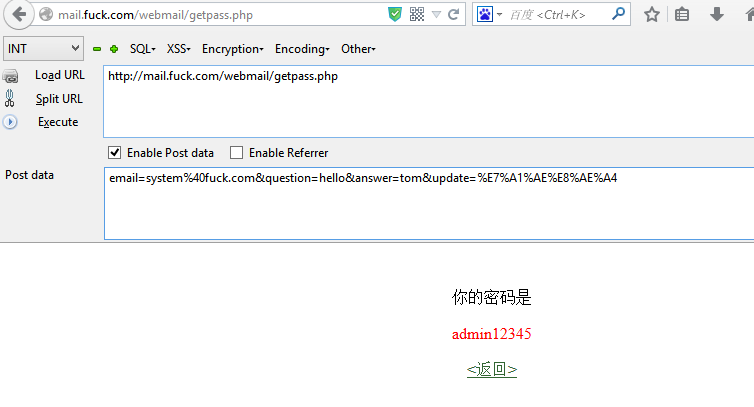 mail.fuck.com/webmail/getpass.php
百度 <Ctrl+K>
INT
SQL
XSS
Encryption
Encoding
Other
Load URL
http://mail.fuck.com/webmail/getpass.php
Split URL
Execute
Enable Post data
Enable Referrer
Post data
email=system%40fuck.com&question=hello&answer=tom&update=%E7%A1%AE%E8%AE%A4
你的密码是
admin12345
<返回>